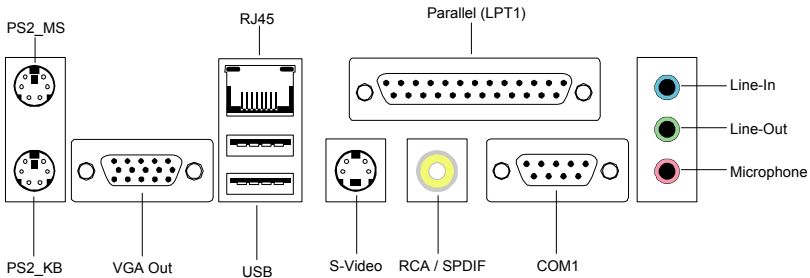 PS2_MS
RJ45
Parallel (LPT1)
Line-In
Line-Out
Microphone
PS2_KB
VGA Out
USB
S-Video
RCA / SPDIF
COM1